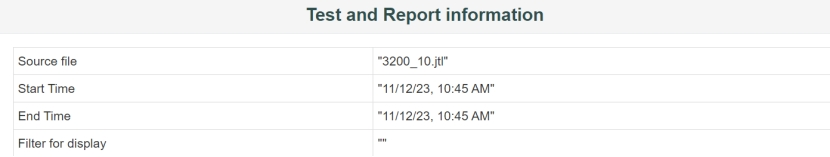 Test and Report information
Source file "3200_10.jtl"
Start Time "11/12/23, 10:45 AM"
End Time "11/12/23, 10:45 AM"
Filter for display ""